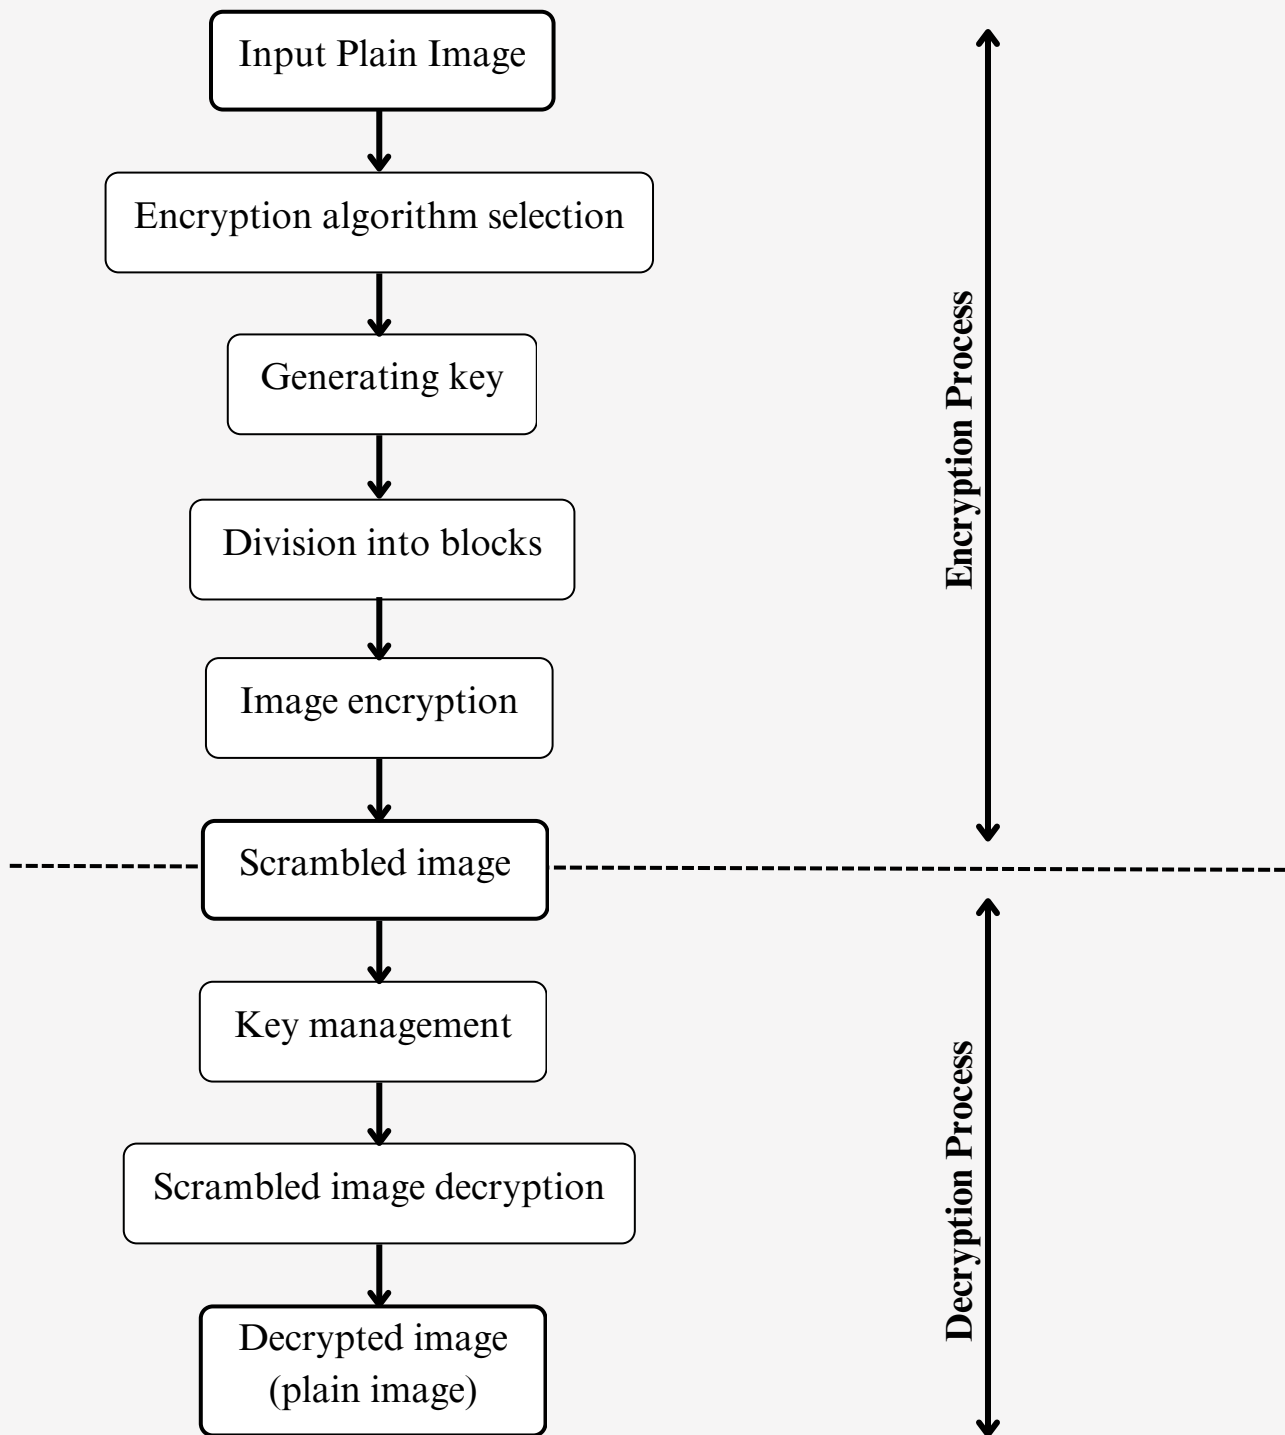 Input Plain Image
Encryption algorithm selection
Generating key
Division into blocks
Image encryption
Scrambled image
Key management
Scrambled image decryption
Decrypted image
(plain image)
Encryption Process
Decryption Process